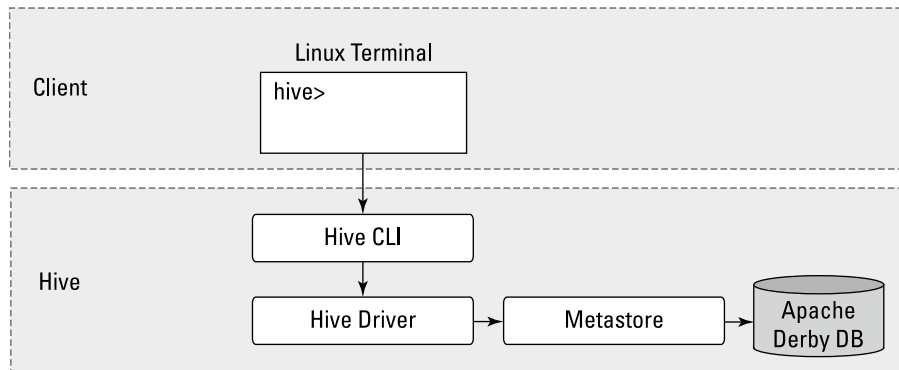 Linux Terminal
Client
hive>
Hive CLI
Hive
Hive Driver
Metastore
Apache
Derby DB